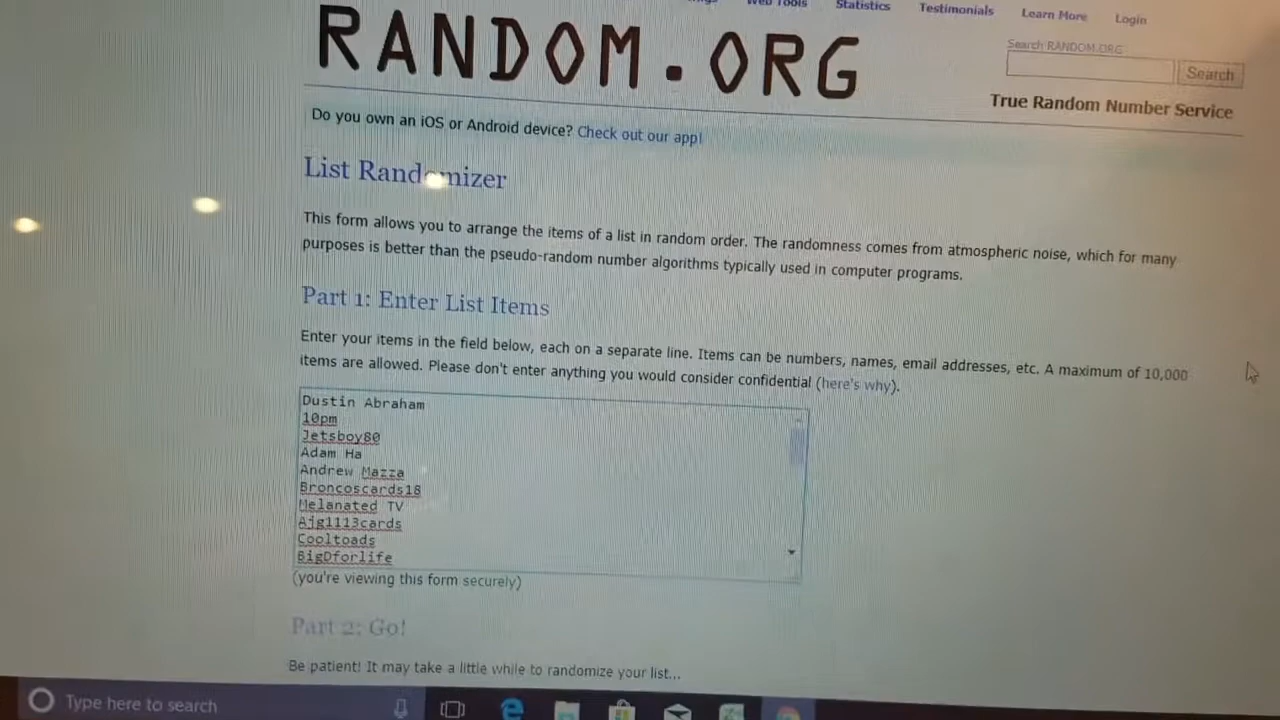 Web Tools Statistics Testimonials Learn More Login
RANDOM.ORG
Search RANDOM.ORG
Search
True Random Number Service
Do you own an iOS or Android device? Check out our app!
List Randomizer
This form allows you to arrange the items of a list in random order. The randomness comes from atmospheric noise, which for many
purposes is better than the pseudo-random number algorithms typically used in computer programs.
Part 1: Enter List Items
Enter your items in the field below, each on a separate line. Items can be numbers, names, email addresses, etc. A maximum of 10,000
items are allowed. Please don't enter anything you would consider confidential (here's why).
Dustin Abraham
10pm
Jetsboy80
Adam Ha
Andrew Mazza
Broncoscards18
Melanated TV
Ajg1113cards
Cooltoads
BigDforlife
(you're viewing this form securely)
Part 2: Go!
Be patient! It may take a little while to randomize your list...
Type here to search